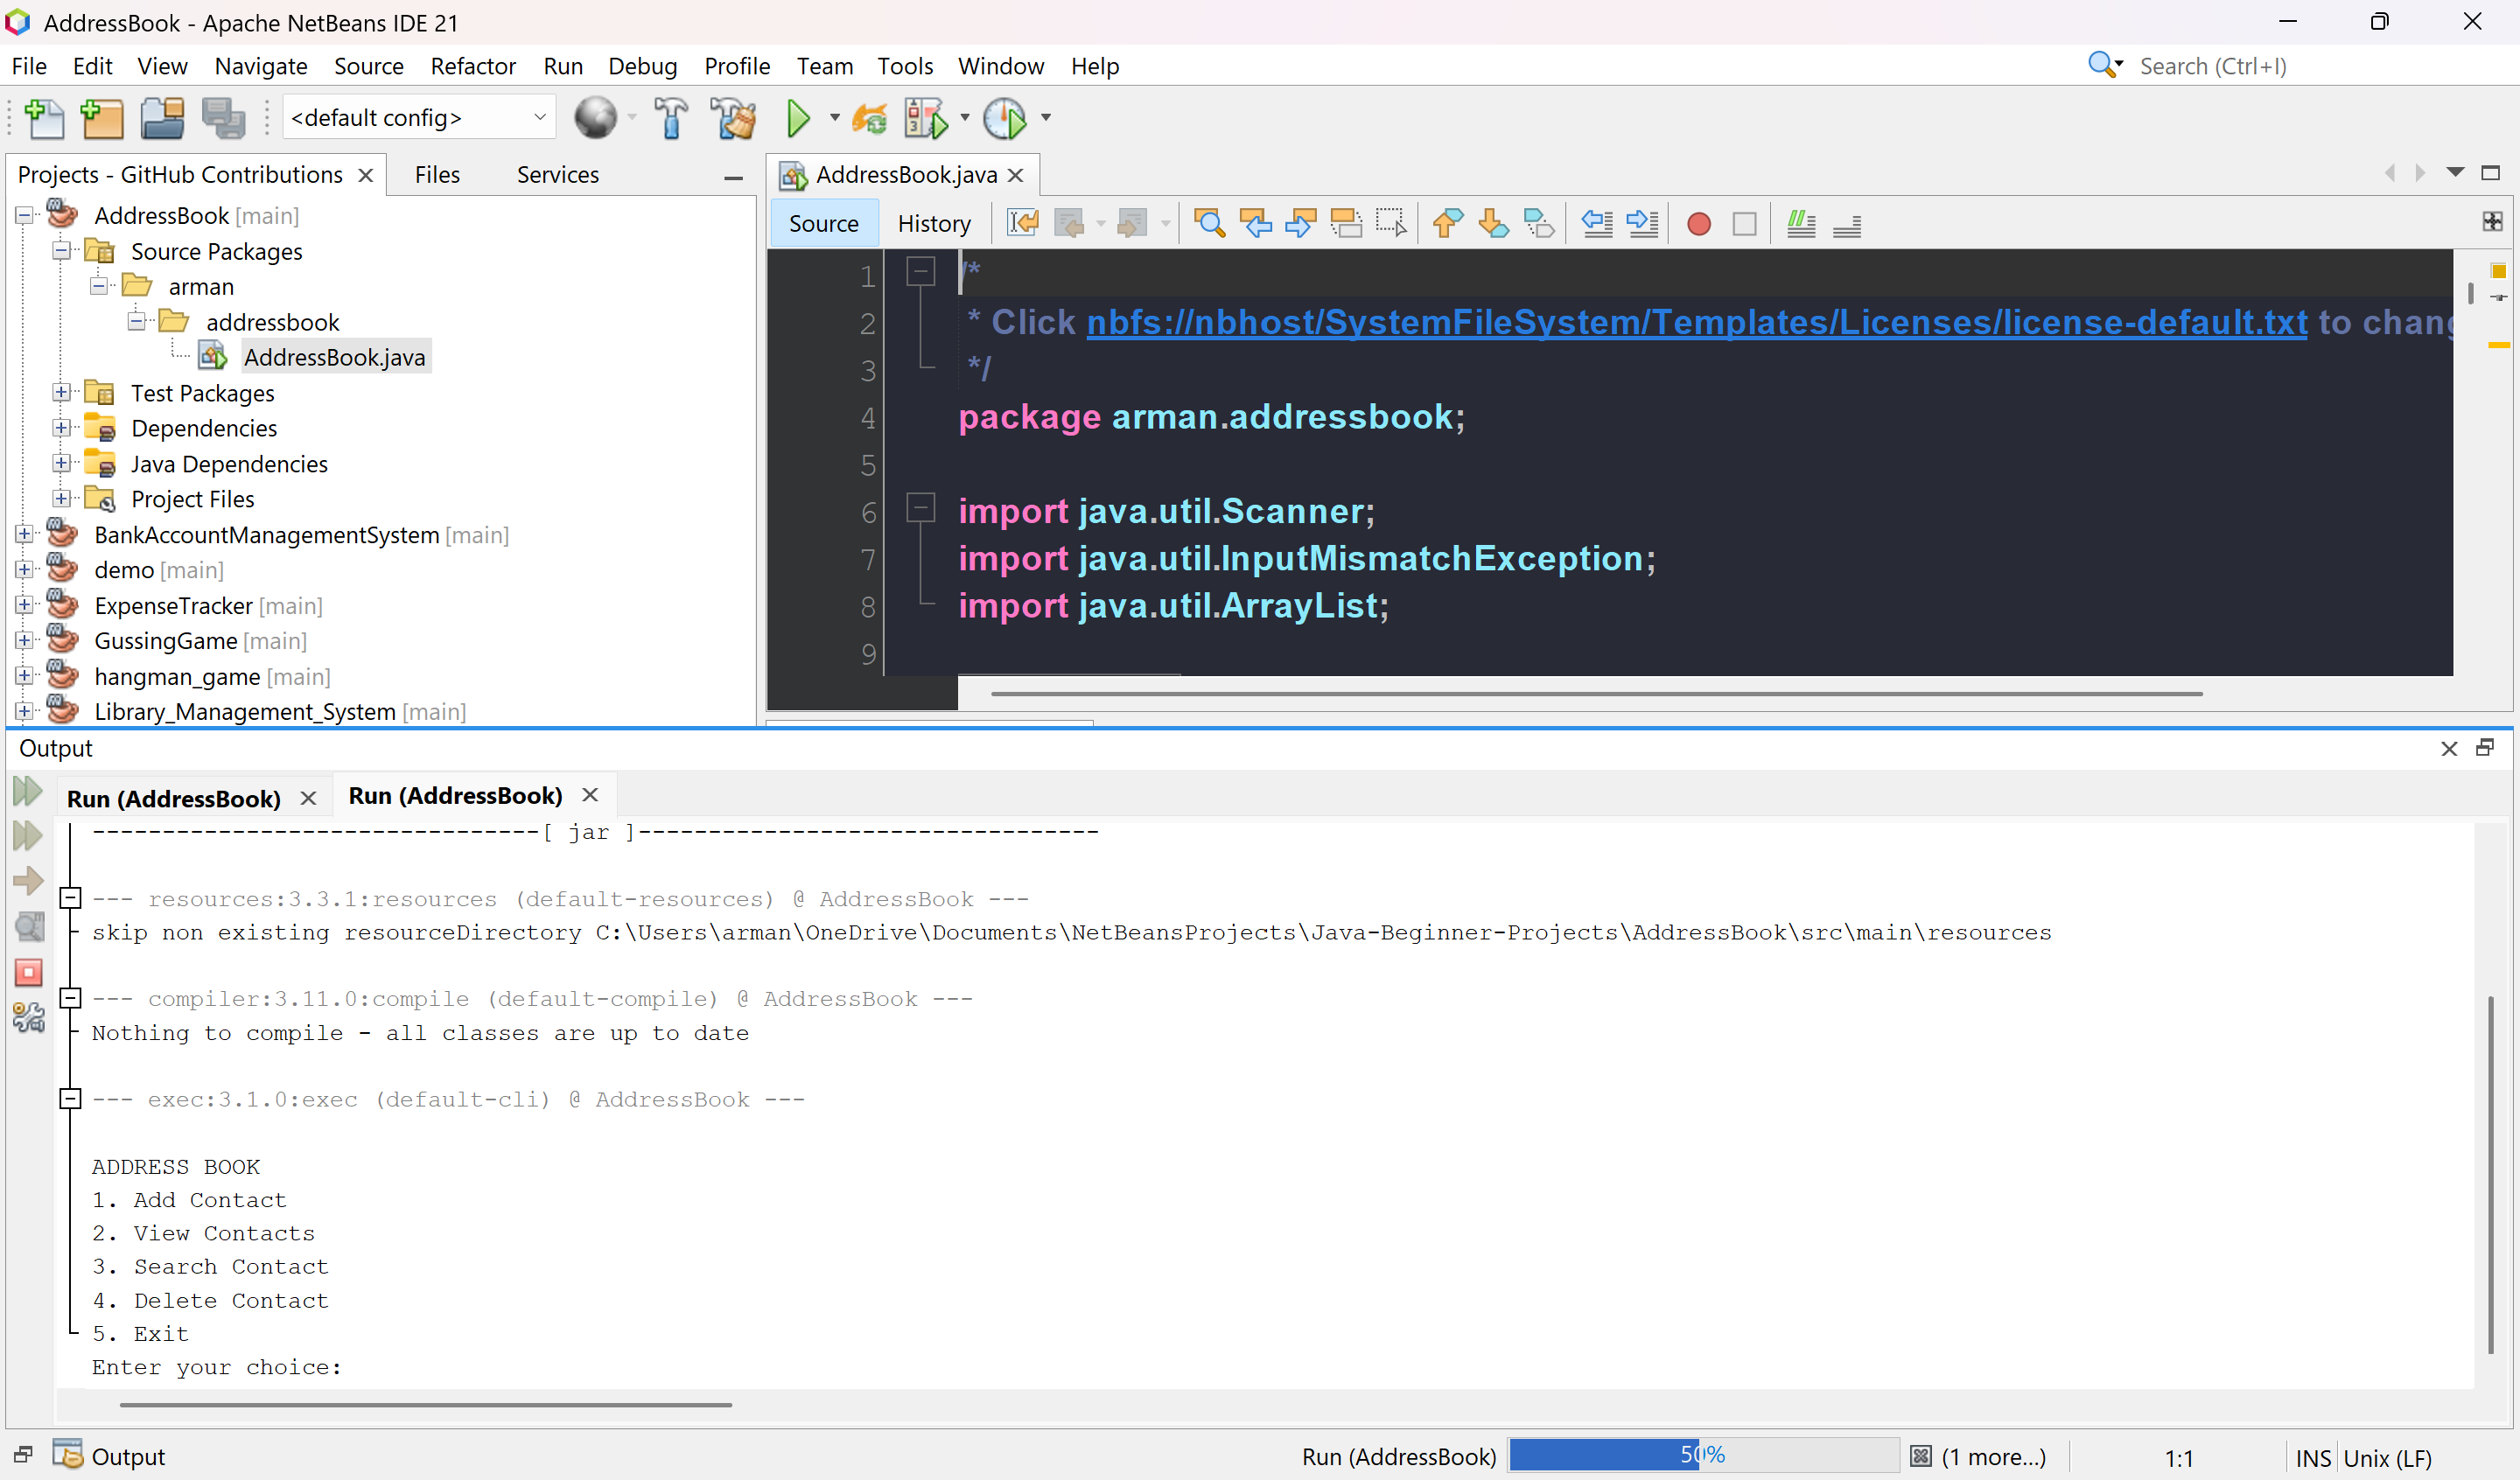 AddressBook - Apache NetBeans IDE 21
File Edit View Navigate Source Refactor Run Debug Profile Team Tools Window Help
Search (Ctrl+I)
<default config>
Projects - GitHub Contributions Files Services
AddressBook [main]
Source Packages
arman
addressbook
AddressBook.java
Test Packages
Dependencies
Java Dependencies
Project Files
BankAccountManagementSystem [main]
demo [main]
ExpenseTracker [main]
GussingGame [main]
hangman_game [main]
Library_Management_System [main]
AddressBook.java
Source History
1 /*
2 * Click nbfs://nbhost/SystemFileSystem/Templates/Licenses/license-default.txt to chang
3 */
4 package arman.addressbook;
5
6 import java.util.Scanner;
7 import java.util.InputMismatchException;
8 import java.util.ArrayList;
9
Output
Run (AddressBook) Run (AddressBook)
--------------------------------[ jar ]---------------------------------
--- resources:3.3.1:resources (default-resources) @ AddressBook ---
skip non existing resourceDirectory C:\Users\arman\OneDrive\Documents\NetBeansProjects\Java-Beginner-Projects\AddressBook\src\main\resources
--- compiler:3.11.0:compile (default-compile) @ AddressBook ---
Nothing to compile - all classes are up to date
--- exec:3.1.0:exec (default-cli) @ AddressBook ---
ADDRESS BOOK
1. Add Contact
2. View Contacts
3. Search Contact
4. Delete Contact
5. Exit
Enter your choice:
Output
Run (AddressBook) 50% (1 more...) 1:1 INS Unix (LF)